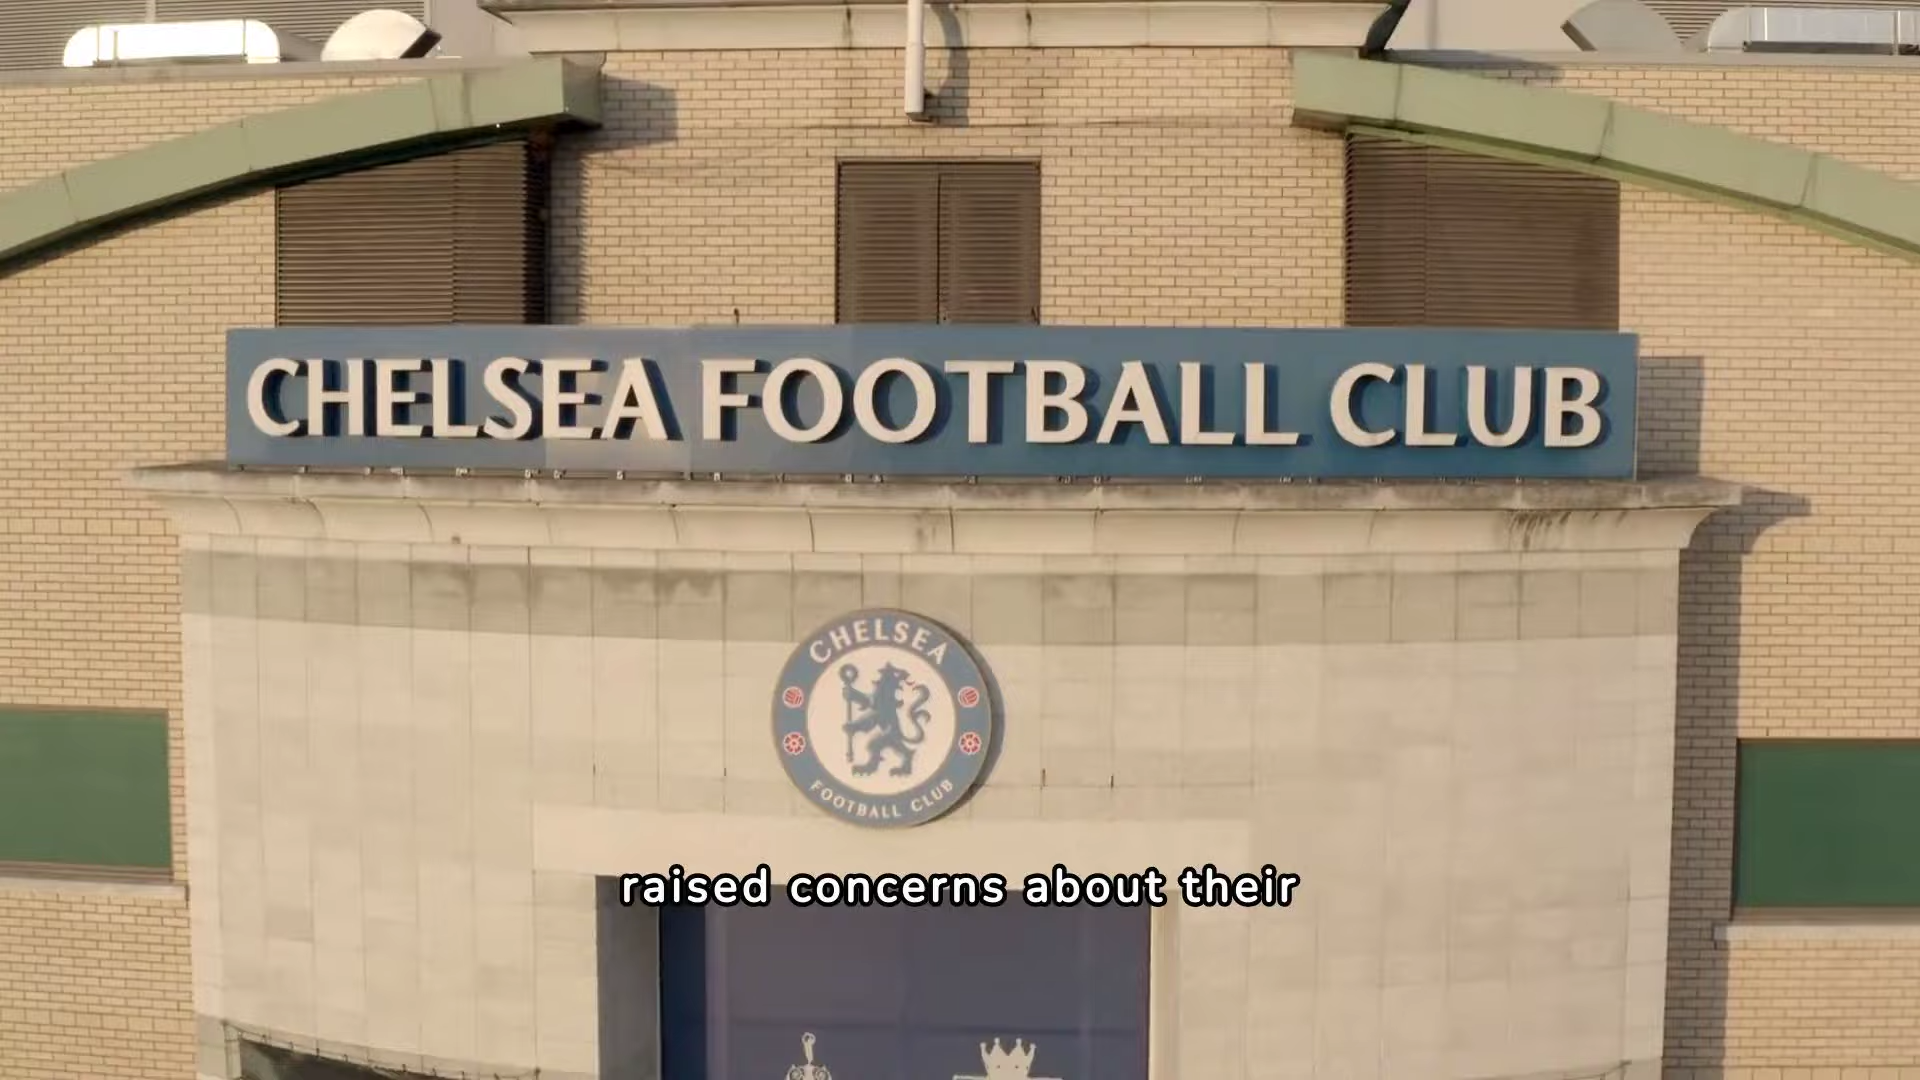 CHELSEA FOOTBALL CLUB
CHELSEA
FOOTBALL CLUB
raised concerns about their